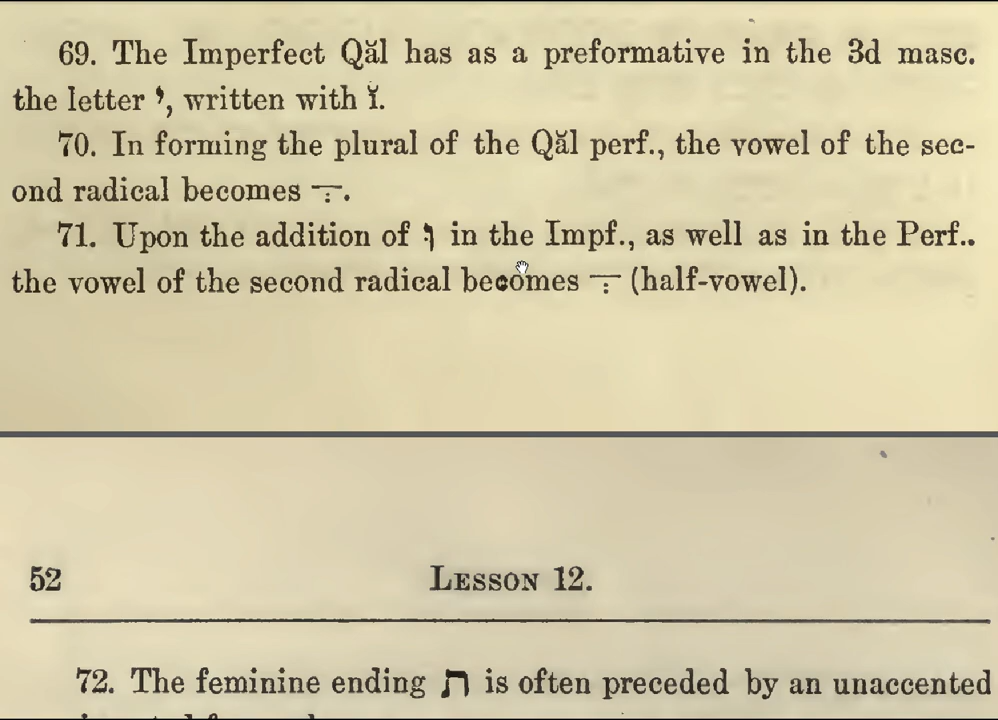 69. The Imperfect Qăl has as a preformative in the 3d masc.
the letter י, written with ĭ.
70. In forming the plural of the Qăl perf., the vowel of the sec-
ond radical becomes ־ְ.
71. Upon the addition of וּ in the Impf., as well as in the Perf..
the vowel of the second radical becomes ־ְ (half-vowel).
52 LESSON 12.
72. The feminine ending ת is often preceded by an unaccented